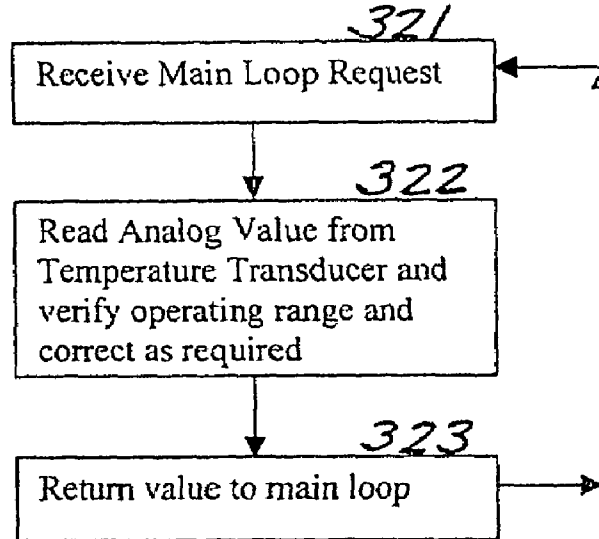 321
Receive Main Loop Request
322
Read Analog Value from
Temperature Transducer and
verify operating range and
correct as required
323
Return value to main loop